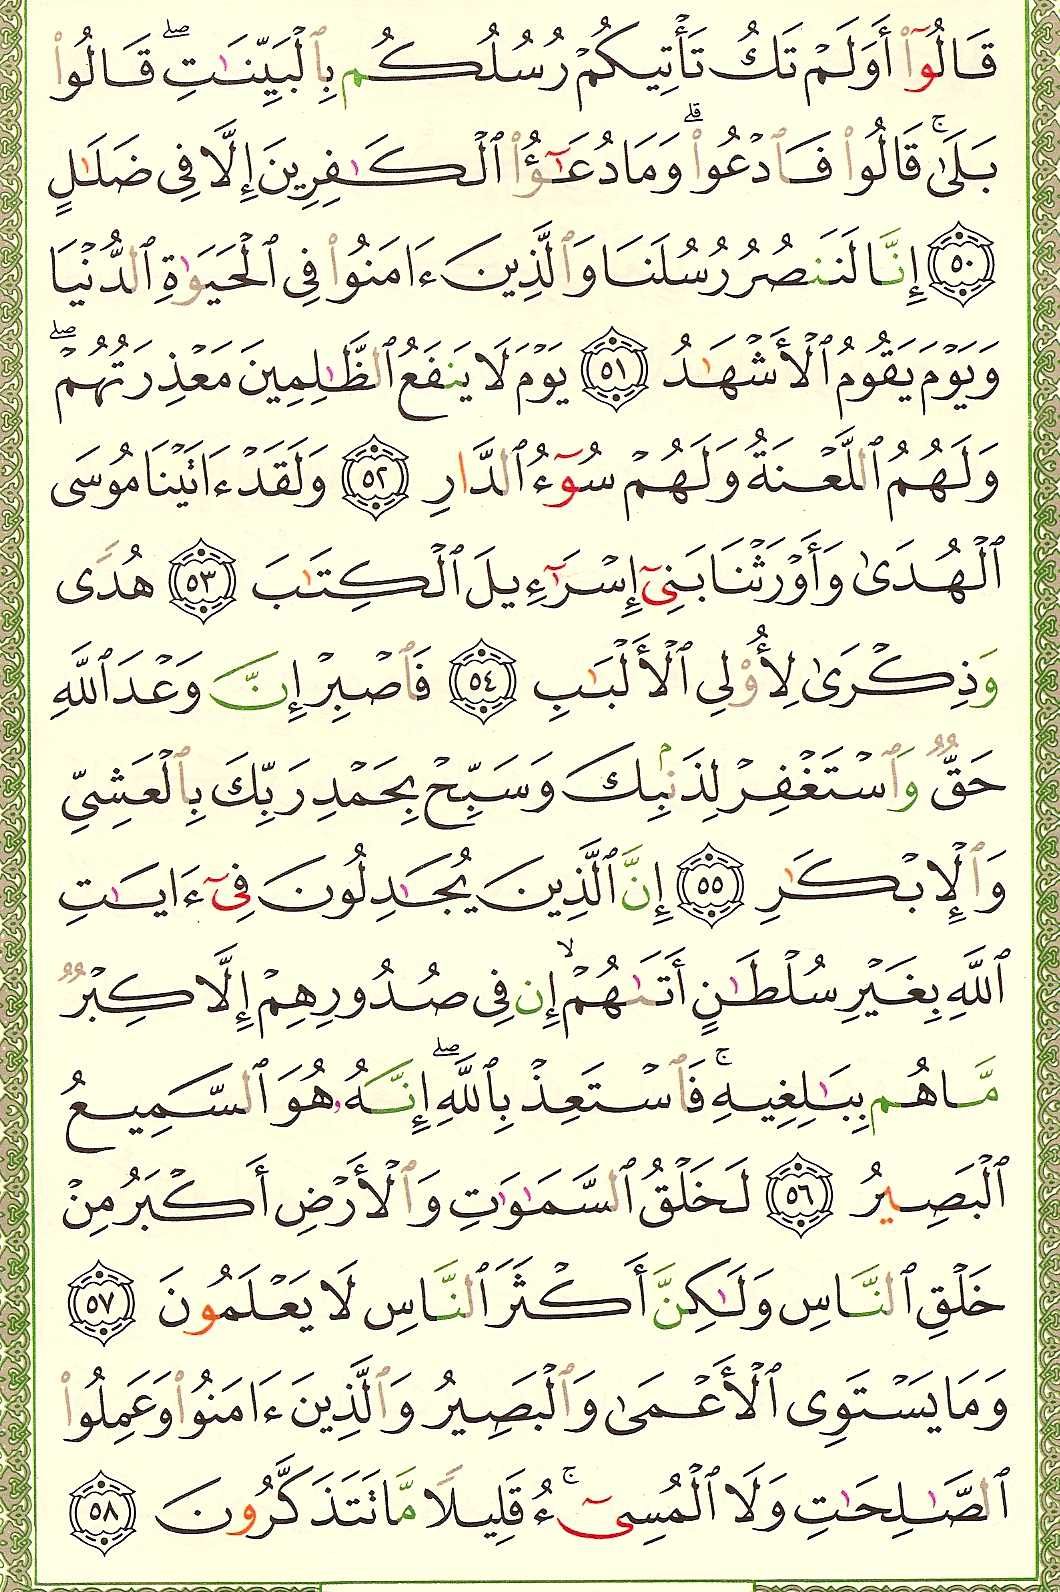 قَالُوٓا۟ أَوَلَمْ تَكُ تَأْتِيكُمْ رُسُلُكُم بِٱلْبَيِّنَٰتِ ۖ قَالُوا۟
بَلَىٰ ۚ قَالُوا۟ فَٱدْعُوا۟ ۗ وَمَا دُعَٰٓؤُا۟ ٱلْكَٰفِرِينَ إِلَّا فِى ضَلَٰلٍ
٥٠ إِنَّا لَنَنصُرُ رُسُلَنَا وَٱلَّذِينَ ءَامَنُوا۟ فِى ٱلْحَيَوٰةِ ٱلدُّنْيَا
وَيَوْمَ يَقُومُ ٱلْأَشْهَٰدُ ٥١ يَوْمَ لَا يَنفَعُ ٱلظَّٰلِمِينَ مَعْذِرَتُهُمْ ۖ
وَلَهُمُ ٱللَّعْنَةُ وَلَهُمْ سُوٓءُ ٱلدَّارِ ٥٢ وَلَقَدْ ءَاتَيْنَا مُوسَى
ٱلْهُدَىٰ وَأَوْرَثْنَا بَنِىٓ إِسْرَٰٓءِيلَ ٱلْكِتَٰبَ ٥٣ هُدًى
وَذِكْرَىٰ لِأُو۟لِى ٱلْأَلْبَٰبِ ٥٤ فَٱصْبِرْ إِنَّ وَعْدَ ٱللَّهِ
حَقٌّ وَٱسْتَغْفِرْ لِذَنۢبِكَ وَسَبِّحْ بِحَمْدِ رَبِّكَ بِٱلْعَشِىِّ
وَٱلْإِبْكَٰرِ ٥٥ إِنَّ ٱلَّذِينَ يُجَٰدِلُونَ فِىٓ ءَايَٰتِ
ٱللَّهِ بِغَيْرِ سُلْطَٰنٍ أَتَىٰهُمْ ۙ إِن فِى صُدُورِهِمْ إِلَّا كِبْرٌ
مَّا هُم بِبَٰلِغِيهِ ۚ فَٱسْتَعِذْ بِٱللَّهِ ۖ إِنَّهُۥ هُوَ ٱلسَّمِيعُ
ٱلْبَصِيرُ ٥٦ لَخَلْقُ ٱلسَّمَٰوَٰتِ وَٱلْأَرْضِ أَكْبَرُ مِنْ
خَلْقِ ٱلنَّاسِ وَلَٰكِنَّ أَكْثَرَ ٱلنَّاسِ لَا يَعْلَمُونَ ٥٧
وَمَا يَسْتَوِى ٱلْأَعْمَىٰ وَٱلْبَصِيرُ وَٱلَّذِينَ ءَامَنُوا۟ وَعَمِلُوا۟
ٱلصَّٰلِحَٰتِ وَلَا ٱلْمُسِىٓءُ ۚ قَلِيلًا مَّا تَتَذَكَّرُونَ ٥٨